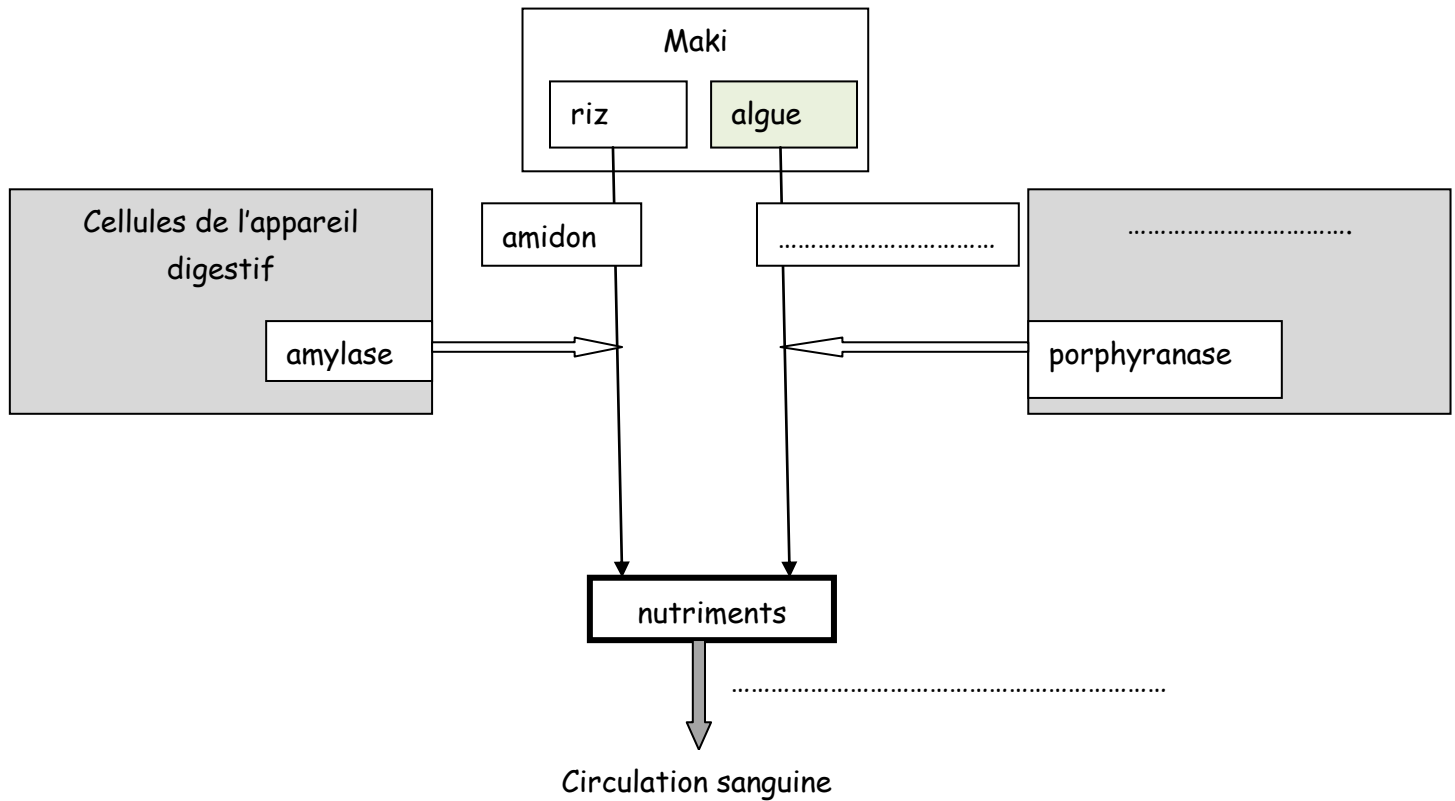 Maki
riz
algue
Cellules de l’appareil
digestif
amidon
……………………………
…………………………….
amylase
porphyranase
nutriments
…………………………………………………………
Circulation sanguine